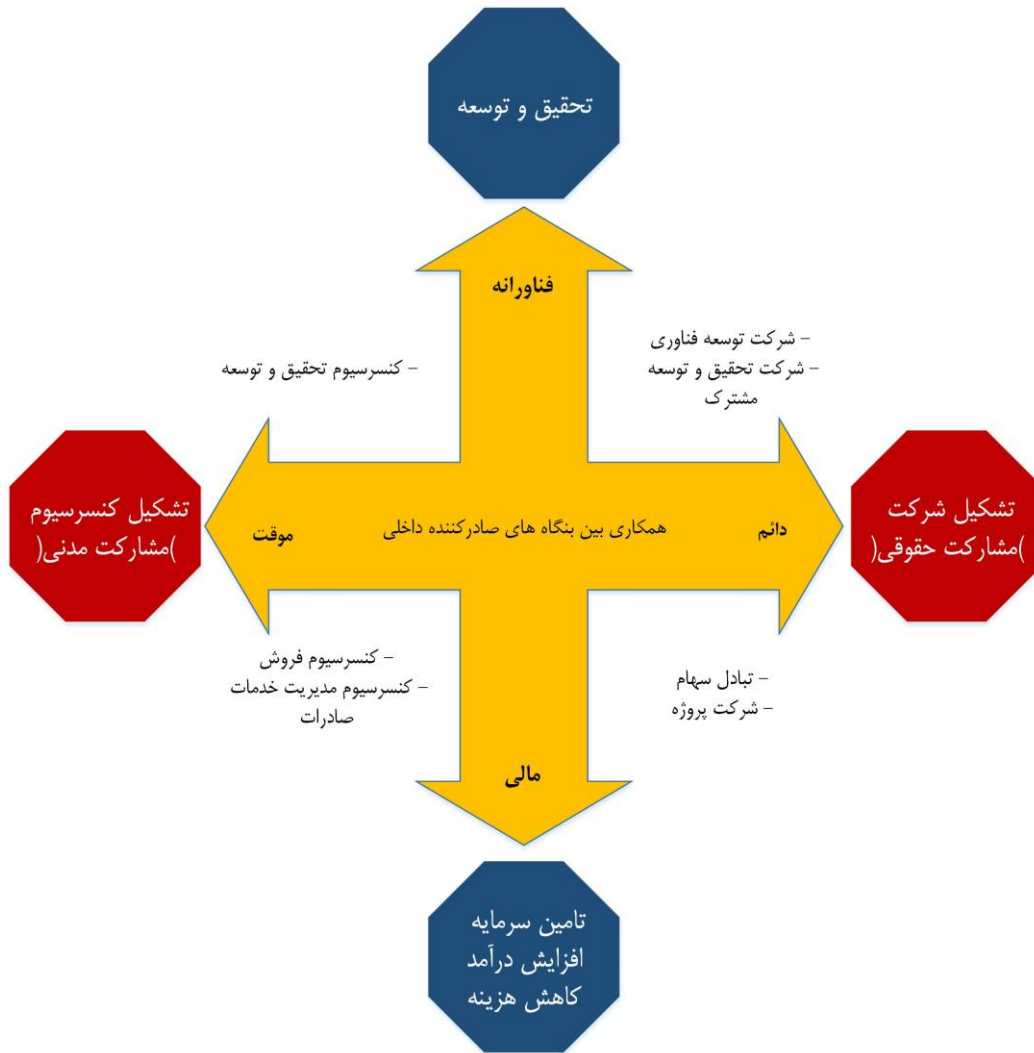 تحقیق و توسعه
فناورانه
– شرکت توسعه فناوری
– شرکت تحقیق و توسعه
مشترک
– کنسرسیوم تحقیق و توسعه
تشکیل شرکت
)مشارکت حقوقی(
دائم
همکاری بین بنگاه های صادرکننده داخلی
موقت
تشکیل کنسرسیوم
)مشارکت مدنی(
– تبادل سهام
– شرکت پروژه
– کنسرسیوم فروش
– کنسرسیوم مدیریت خدمات
صادرات
مالی
تامین سرمایه
افزایش درآمد
کاهش هزینه